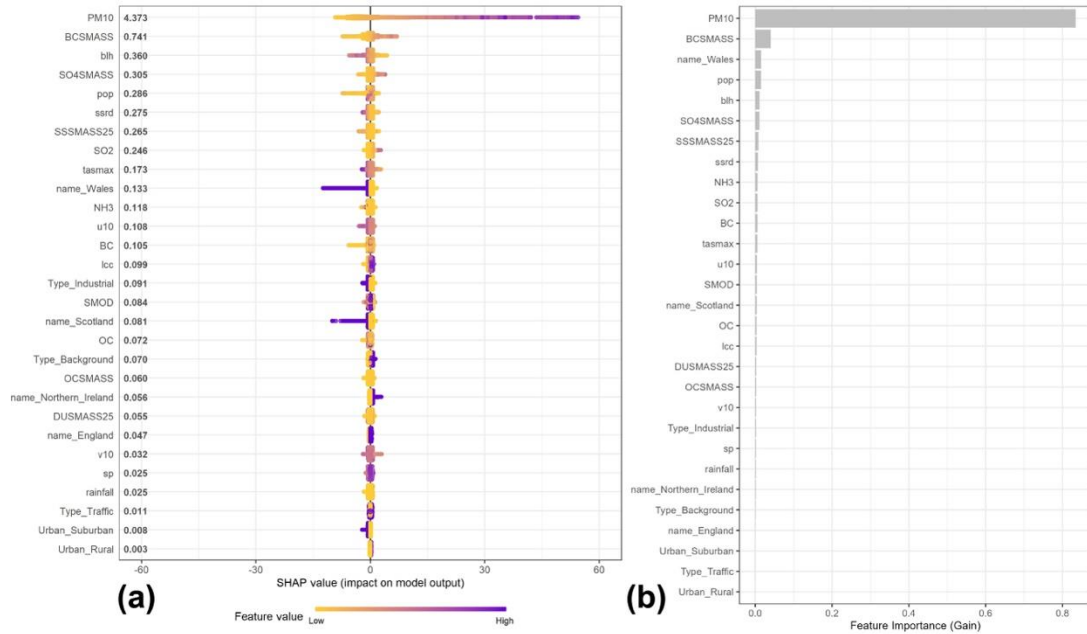 PM10 4.373
BCSMASS 0.741
blh 0.360
SO4SMASS 0.305
pop 0.286
ssrd 0.275
SSSMASS25 0.265
SO2 0.246
tasmax 0.173
name_Wales 0.133
NH3 0.118
u10 0.108
BC 0.105
lcc 0.099
Type_Industrial 0.091
SMOD 0.084
name_Scotland 0.081
OC 0.072
Type_Background 0.070
OCSMASS 0.060
name_Northern_Ireland 0.056
DUSMASS25 0.055
name_England 0.047
v10 0.032
sp 0.025
rainfall 0.025
Type_Traffic 0.011
Urban_Suburban 0.008
Urban_Rural 0.003
-60 -30 0 30 60
SHAP value (impact on model output)
(a)
Feature value
Low High
PM10
BCSMASS
name_Wales
pop
blh
SO4SMASS
SSSMASS25
ssrd
NH3
SO2
BC
tasmax
u10
SMOD
name_Scotland
OC
lcc
DUSMASS25
OCSMASS
v10
Type_Industrial
sp
rainfall
name_Northern_Ireland
Type_Background
name_England
Urban_Suburban
Type_Traffic
Urban_Rural
0.0 0.2 0.4 0.6 0.8
Feature Importance (Gain)
(b)